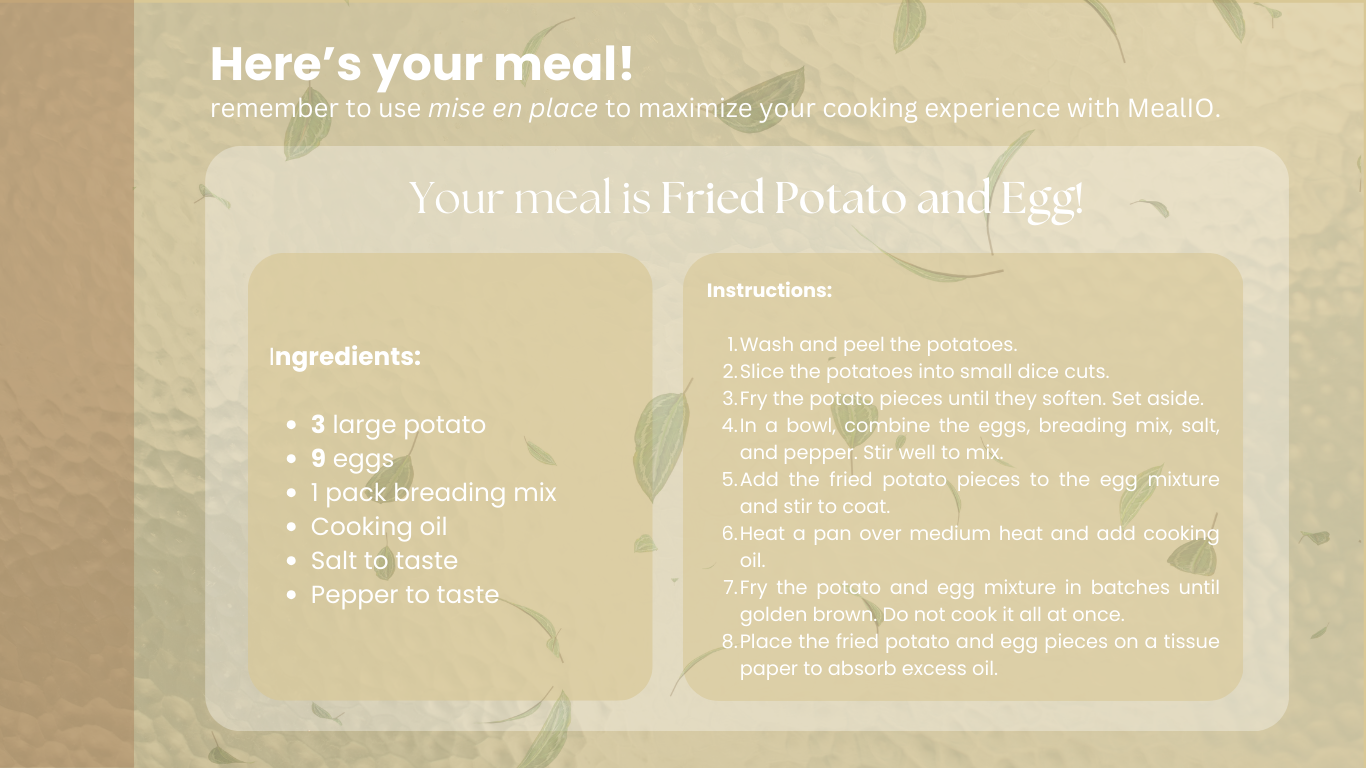 Here’s your meal!
remember to use mise en place to maximize your cooking experience with MealIO.
Your meal is Fried Potato and Egg!
Ingredients:
• 3 large potato
• 9 eggs
• 1 pack breading mix
• Cooking oil
• Salt to taste
• Pepper to taste
Instructions:
1. Wash and peel the potatoes.
2. Slice the potatoes into small dice cuts.
3. Fry the potato pieces until they soften. Set aside.
4. In a bowl, combine the eggs, breading mix, salt,
and pepper. Stir well to mix.
5. Add the fried potato pieces to the egg mixture
and stir to coat.
6. Heat a pan over medium heat and add cooking
oil.
7. Fry the potato and egg mixture in batches until
golden brown. Do not cook it all at once.
8. Place the fried potato and egg pieces on a tissue
paper to absorb excess oil.